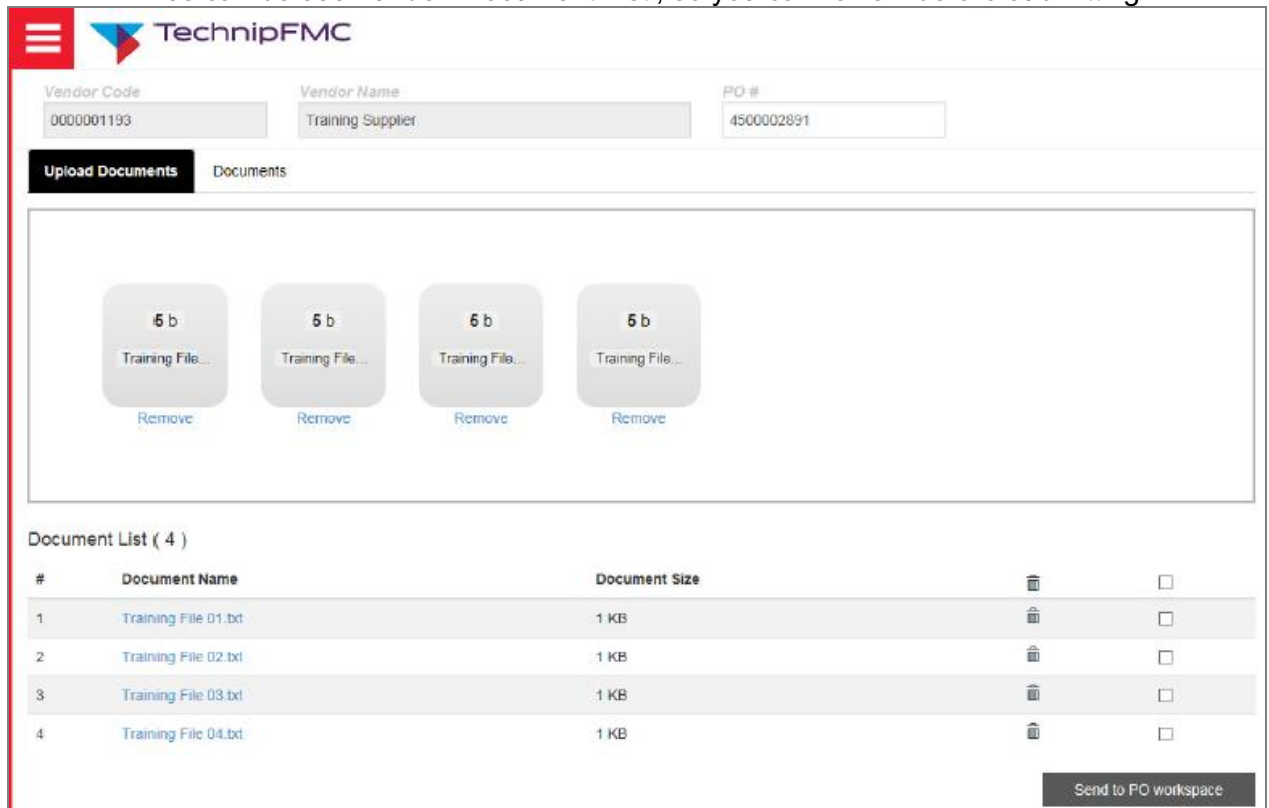 TechnipFMC
Vendor Code Vendor Name PO #
0000001193 Training Supplier 4500002891
Upload Documents Documents
5 b 5 b 5 b 5 b
Training File... Training File... Training File... Training File...
Remove Remove Remove Remove
Document List ( 4 )
# Document Name Document Size
1 Training File 01.txt 1 KB
2 Training File 02.txt 1 KB
3 Training File 03.txt 1 KB
4 Training File 04.txt 1 KB
Send to PO workspace